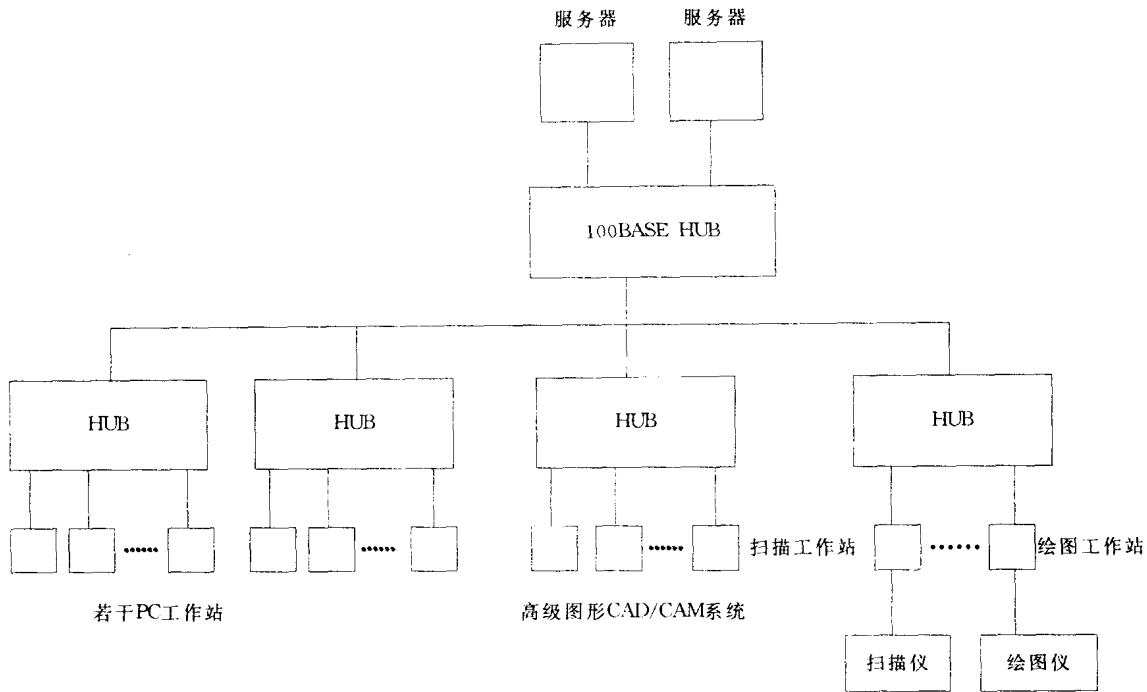 服务器
服务器
100BASE HUB
HUB
HUB
HUB
HUB
扫描工作站
绘图工作站
若干PC工作站
高级图形CAD/CAM系统
扫描仪
绘图仪